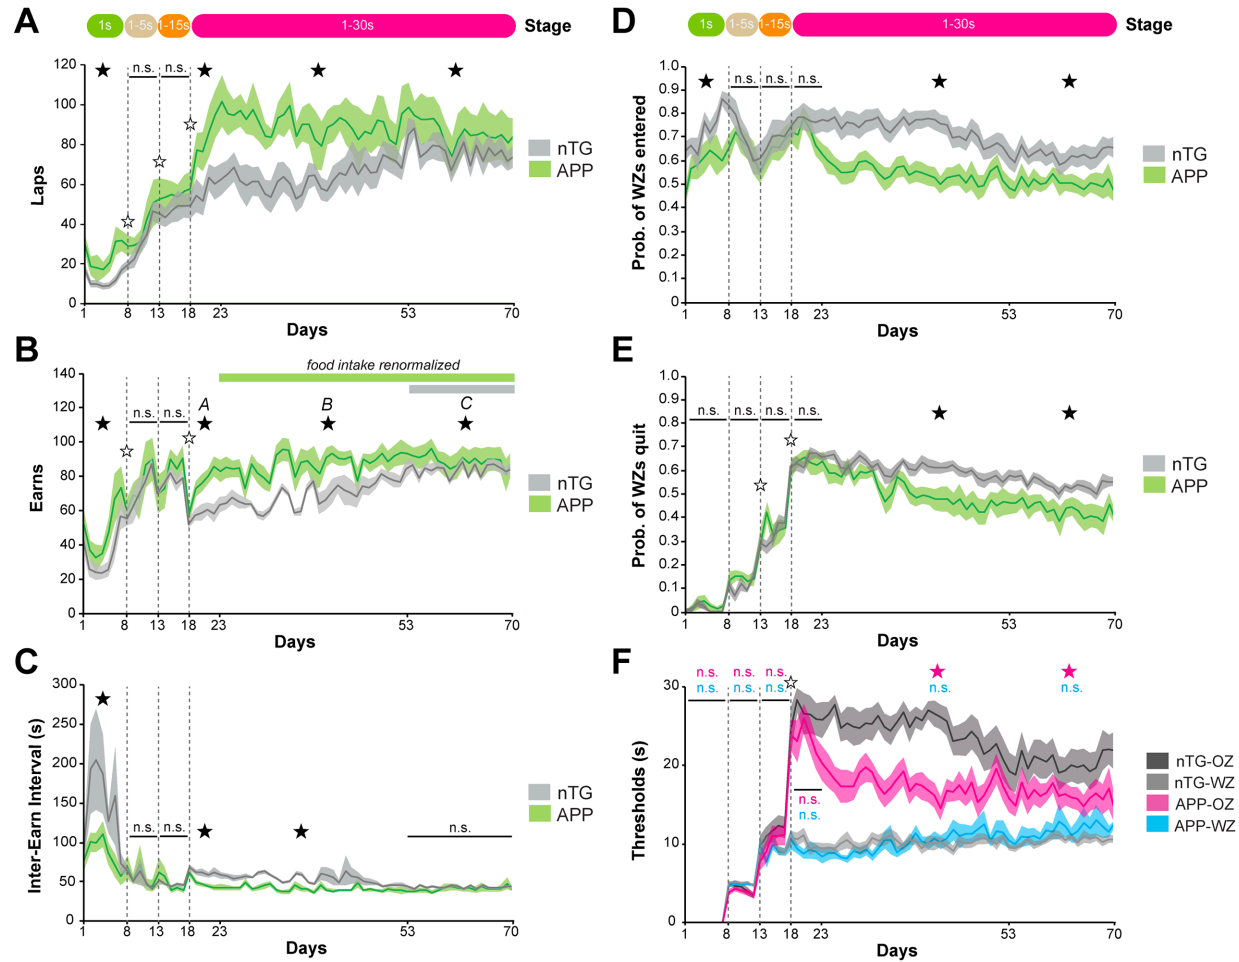 A
1s
1-5s
1-15s
1-30s
Stage
n.s.
n.s.
120
100
80
60
40
20
0
Laps
nTG
APP
1
8
13
18
23
53
70
Days
B
food intake renormalized
A
B
C
n.s.
n.s.
140
120
100
80
60
40
20
0
Earns
nTG
APP
1
8
13
18
23
53
70
Days
C
n.s.
n.s.
n.s.
300
250
200
150
100
50
0
Inter-Earn Interval (s)
nTG
APP
1
8
13
18
23
53
70
Days
D
1s
1-5s
1-15s
1-30s
Stage
n.s.
n.s.
n.s.
1.0
0.9
0.8
0.7
0.6
0.5
0.4
0.3
0.2
0.1
0
Prob. of WZs entered
nTG
APP
1
8
13
18
23
53
70
Days
E
n.s.
n.s.
n.s.
n.s.
1.0
0.9
0.8
0.7
0.6
0.5
0.4
0.3
0.2
0.1
0
Prob. of WZs quit
nTG
APP
1
8
13
18
23
53
70
Days
F
n.s.
n.s.
n.s.
n.s.
n.s.
n.s.
n.s.
n.s.
n.s.
n.s.
30
20
10
0
Thresholds (s)
nTG-OZ
nTG-WZ
APP-OZ
APP-WZ
1
8
13
18
23
53
70
Days